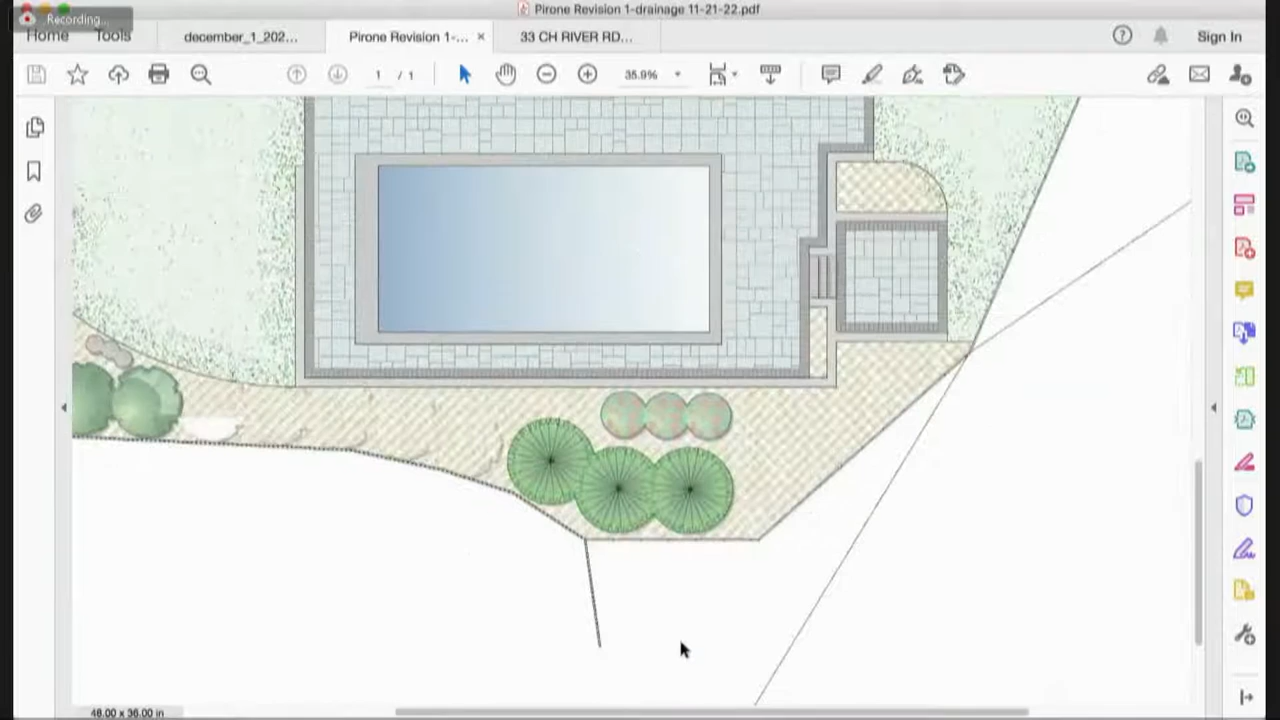 Pirone Revision 1-drainage 11-21-22.pdf
Recording...
Home Tools december_1_202... Pirone Revision 1-... × 33 CH RIVER RD... Sign In
1 / 1 35.9%
48.00 x 36.00 in